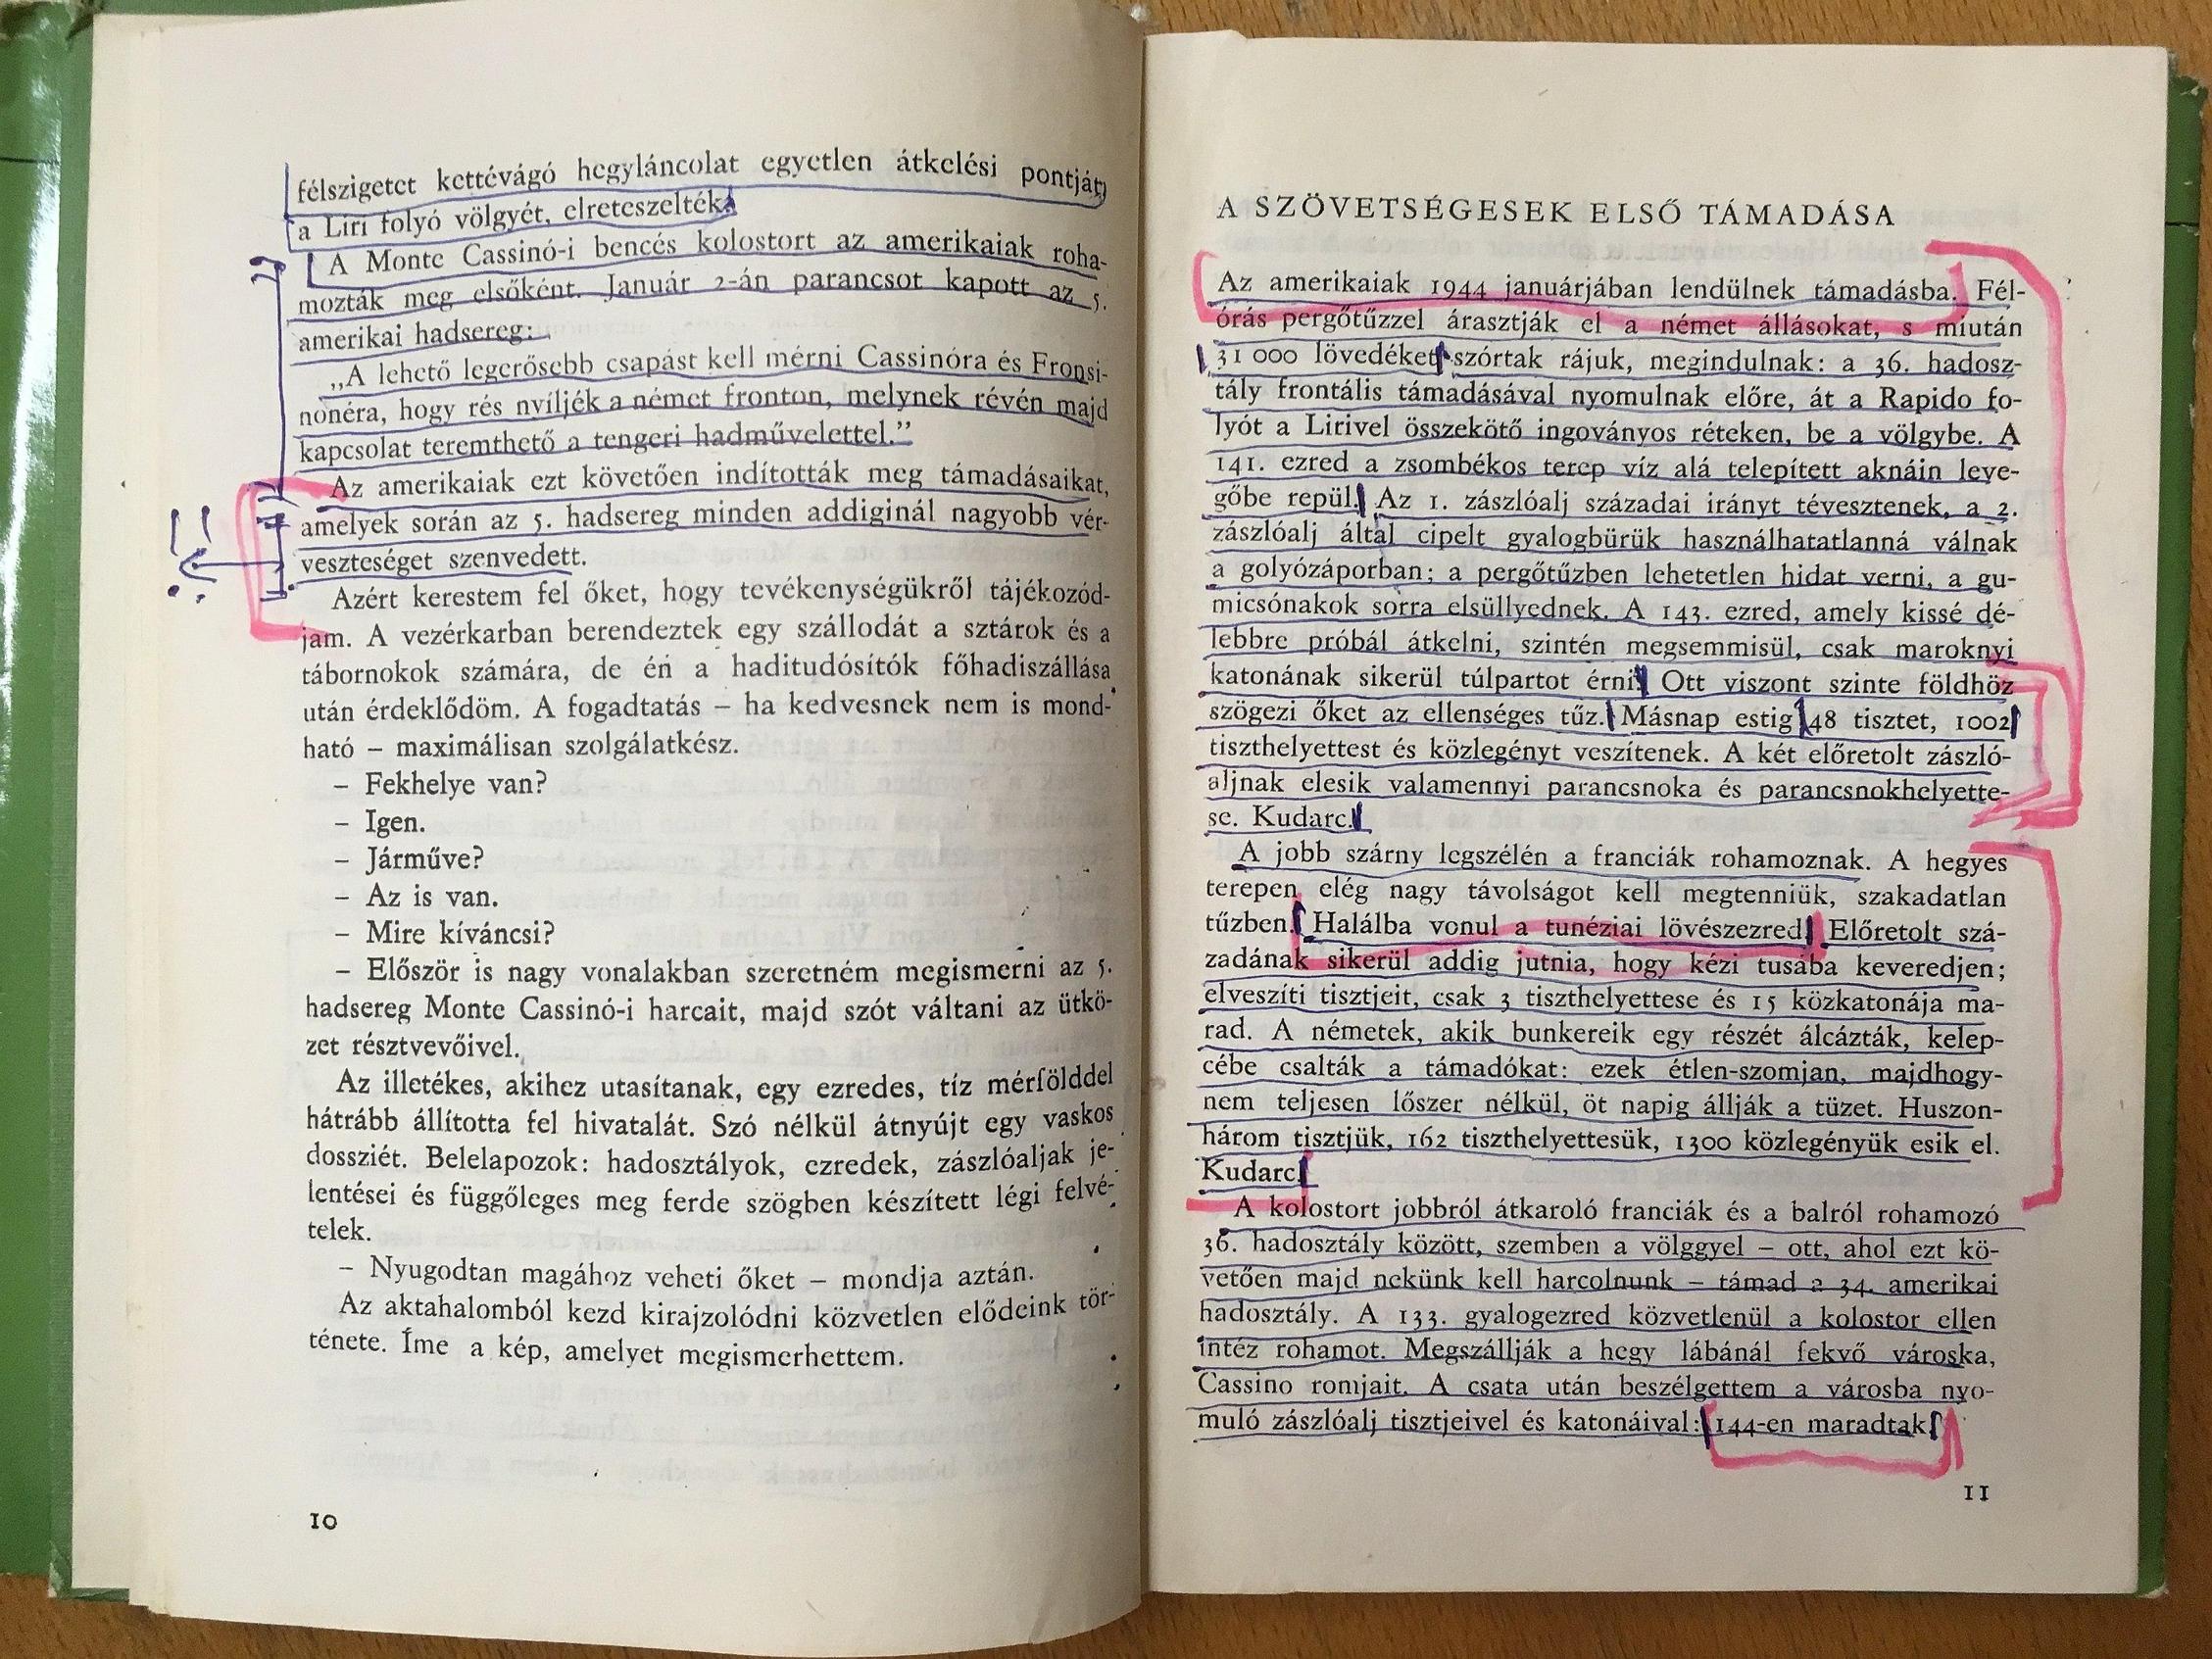 félszigetet kettévágó hegyláncolat egyetlen átkelési pontját,
a Liri folyó völgyét, elreteszelték.
A Monte Cassinó-i bencés kolostort az amerikaiak roha-
mozták meg elsőként. Január 2-án parancsot kapott az 5.
amerikai hadsereg:
„A lehető legerősebb csapást kell mérni Cassinóra és Fronsi-
nonéra, hogy rés nyíljék a német fronton, melynek révén majd
kapcsolat teremthető a tengeri hadművelettel.”
Az amerikaiak ezt követően indították meg támadásaikat,
amelyek során az 5. hadsereg minden addiginál nagyobb vér-
veszteséget szenvedett.
Azért kerestem fel őket, hogy tevékenységükről tájékozód-
jam. A vezérkarban berendeztek egy szállodát a sztárok és a
tábornokok számára, de én a haditudósítók főhadiszállása
után érdeklődöm. A fogadtatás – ha kedvesnek nem is mond-
ható – maximálisan szolgálatkész.
– Fekhelye van?
– Igen.
– Járműve?
– Az is van.
– Mire kíváncsi?
– Először is nagy vonalakban szeretném megismerni az 5.
hadsereg Monte Cassinó-i harcait, majd szót váltani az ütkö-
zet résztvevőivel.
Az illetékes, akihez utasítanak, egy ezredes, tíz mérfölddel
hátrább állította fel hivatalát. Szó nélkül átnyújt egy vaskos
dossziét. Belelapozok: hadosztályok, ezredek, zászlóaljak je-
lentései és függőleges meg ferde szögben készített légi felvé-
telek.
– Nyugodtan magához veheti őket – mondja aztán.
Az aktahalomból kezd kirajzolódni közvetlen elődeink tör-
ténete. Íme a kép, amelyet megismerhettem.
10
A SZÖVETSÉGESEK ELSŐ TÁMADÁSA
Az amerikaiak 1944 januárjában lendülnek támadásba. Fél-
órás pergőtűzzel árasztják el a német állásokat, s miután
31 000 lövedéket szórtak rájuk, megindulnak: a 36. hadosz-
tály frontális támadásával nyomulnak előre, át a Rapido fo-
lyót a Lirivel összekötő ingoványos réteken, be a völgybe. A
141. ezred a zsombékos terep víz alá telepített aknáin leve-
gőbe repül. Az 1. zászlóalj századai irányt tévesztenek, a 2.
zászlóalj által cipelt gyalogbürük használhatatlanná válnak
a golyózáporban; a pergőtűzben lehetetlen hidat verni, a gu-
micsónakok sorra elsüllyednek. A 143. ezred, amely kissé dé-
lebbre próbál átkelni, szintén megsemmisül, csak maroknyi
katonának sikerül túlpartot érni. Ott viszont szinte földhöz
szögezi őket az ellenséges tűz. Másnap estig 48 tisztet, 1002
tiszthelyettest és közlegényt veszítenek. A két előretolt zászló-
aljnak elesik valamennyi parancsnoka és parancsnokhelyette-
se. Kudarc.
A jobb szárny legszélén a franciák rohamoznak. A hegyes
terepen elég nagy távolságot kell megtenniük, szakadatlan
tűzben. Halálba vonul a tunéziai lövészezred. Előretolt szá-
zadának sikerül addig jutnia, hogy kézi tusába keveredjen;
elveszíti tisztjeit, csak 3 tiszthelyettese és 15 közkatonája ma-
rad. A németek, akik bunkereik egy részét álcázták, kelep-
cébe csalták a támadókat: ezek étlen-szomjan, majdhogy-
nem teljesen lőszer nélkül, öt napig állják a tüzet. Huszon-
három tisztjük, 162 tiszthelyettesük, 1300 közlegényük esik el.
Kudarc.
A kolostort jobbról átkaroló franciák és a balról rohamozó
36. hadosztály között, szemben a völggyel – ott, ahol ezt kö-
vetően majd nekünk kell harcolnunk – támad a 34. amerikai
hadosztály. A 133. gyalogezred közvetlenül a kolostor ellen
intéz rohamot. Megszállják a hegy lábánál fekvő városka,
Cassino romjait. A csata után beszélgettem a városba nyo-
muló zászlóalj tisztjeivel és katonáival: 144-en maradtak
11